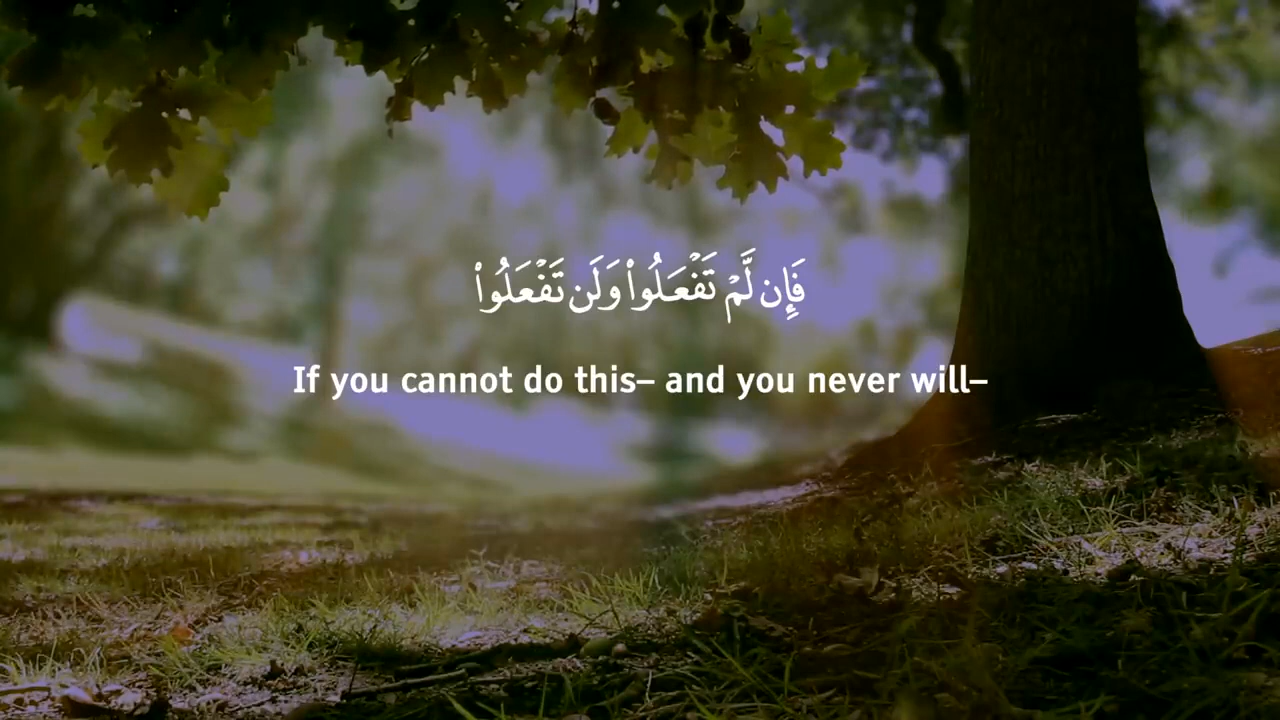 فَإِن لَّمْ تَفْعَلُوا۟ وَلَن تَفْعَلُوا۟
If you cannot do this– and you never will–